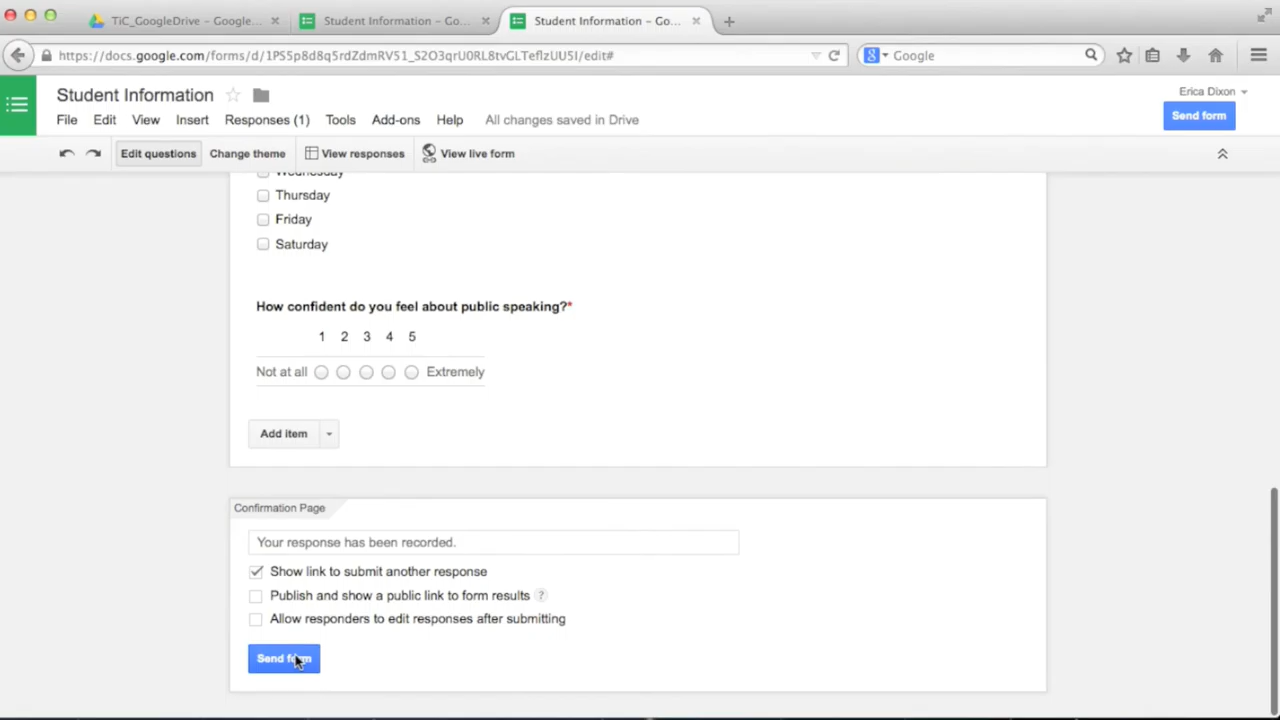 TiC_GoogleDrive – Google...
Student Information – Go...
Student Information – Go...
https://docs.google.com/forms/d/1PS5p8d8q5rdZdmRV51_S2O3qrU0RL8tvGLTeflzUU5I/edit#
Google
Student Information
Erica Dixon
File Edit View Insert Responses (1) Tools Add-ons Help All changes saved in Drive
Send form
Edit questions Change theme View responses View live form
Wednesday
Thursday
Friday
Saturday
How confident do you feel about public speaking?*
1 2 3 4 5
Not at all Extremely
Add item
Confirmation Page
Your response has been recorded.
Show link to submit another response
Publish and show a public link to form results ?
Allow responders to edit responses after submitting
Send form